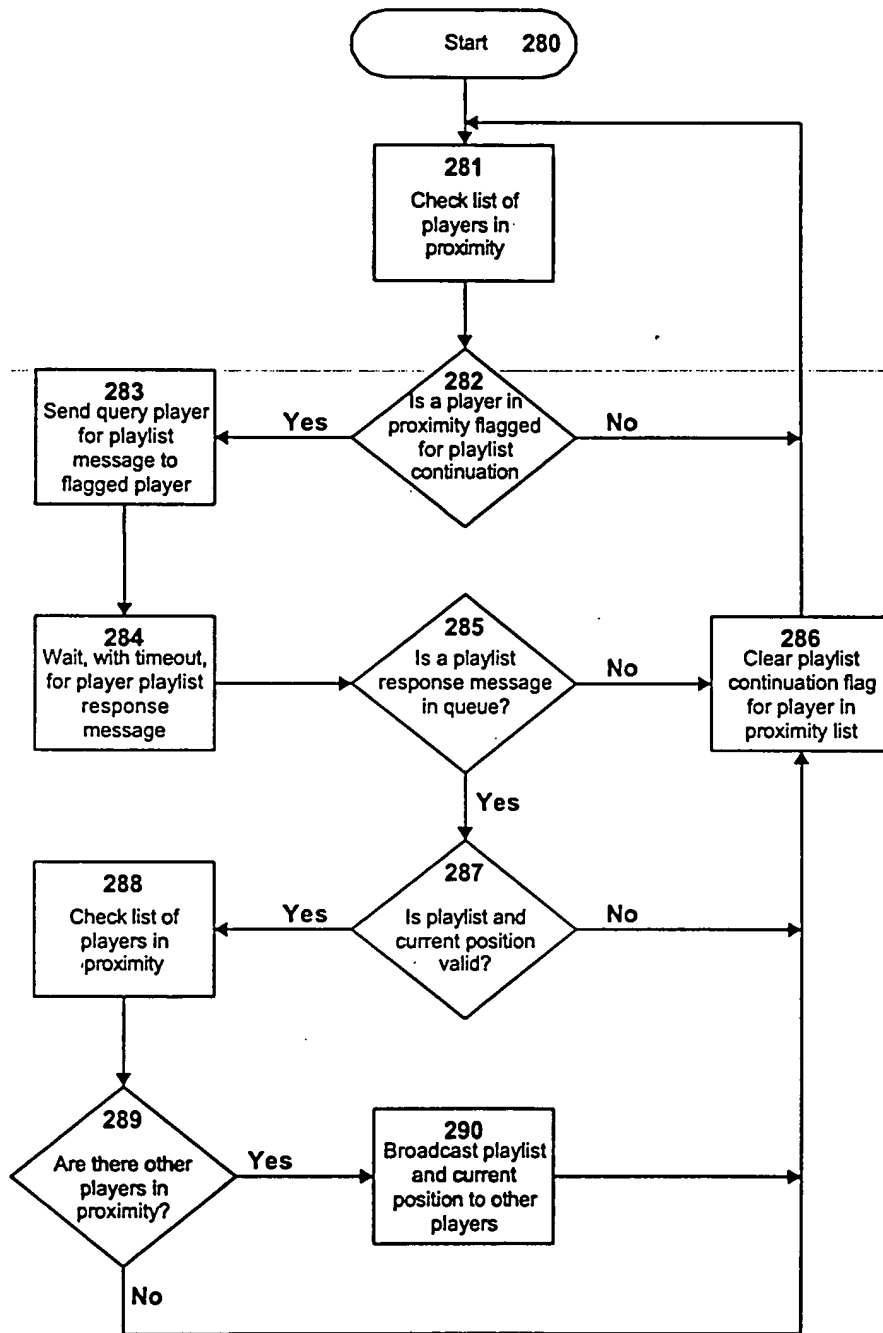 Start 280
281
Check list of
players in
proximity
282
Is a player in
proximity flagged
for playlist
continuation
Yes
No
283
Send query player
for playlist
message to
flagged player
284
Wait, with timeout,
for player playlist
response
message
285
Is a playlist
response message
in queue?
No
Yes
286
Clear playlist
continuation flag
for player in
proximity list
287
Is playlist and
current position
valid?
Yes
No
288
Check list of
players in
proximity
289
Are there other
players in
proximity?
Yes
No
290
Broadcast playlist
and current
position to other
players